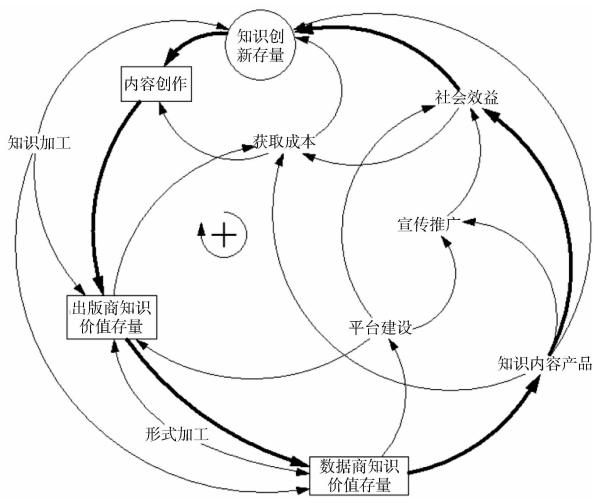 知识创
新存量
内容创作
社会效益
知识加工
获取成本
宣传推广
出版商知识
价值存量
平台建设
知识内容产品
形式加工
数据商知识
价值存量